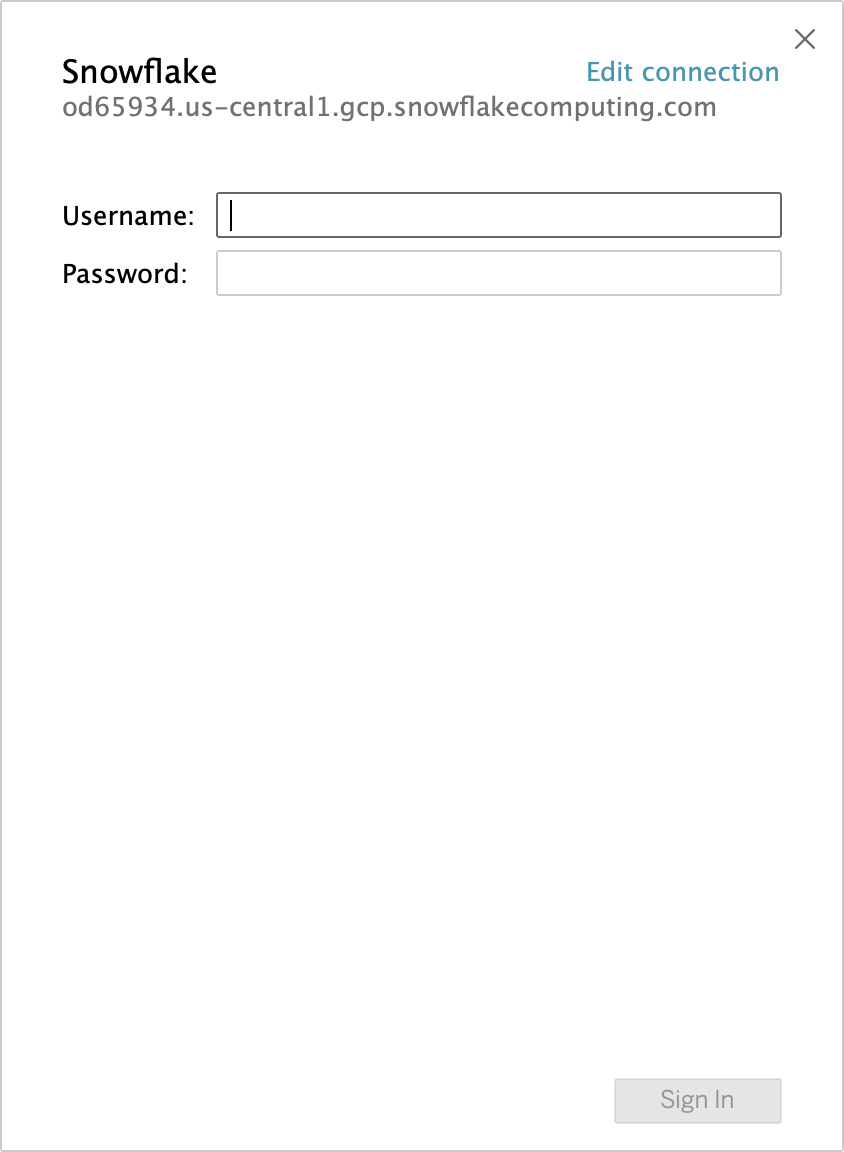 Snowflake
Edit connection
od65934.us-central1.gcp.snowflakecomputing.com
Username:
Password:
Sign In